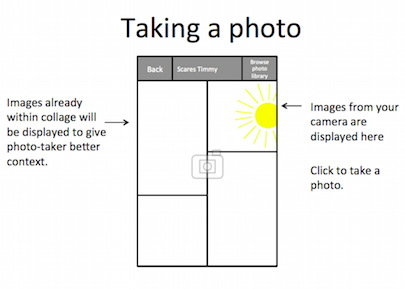 Taking a photo
Back
Scares Timmy
Browse
photo
library
Images already
within collage will
be displayed to give
photo-taker better
context.
Images from your
camera are
displayed here
Click to take a
photo.